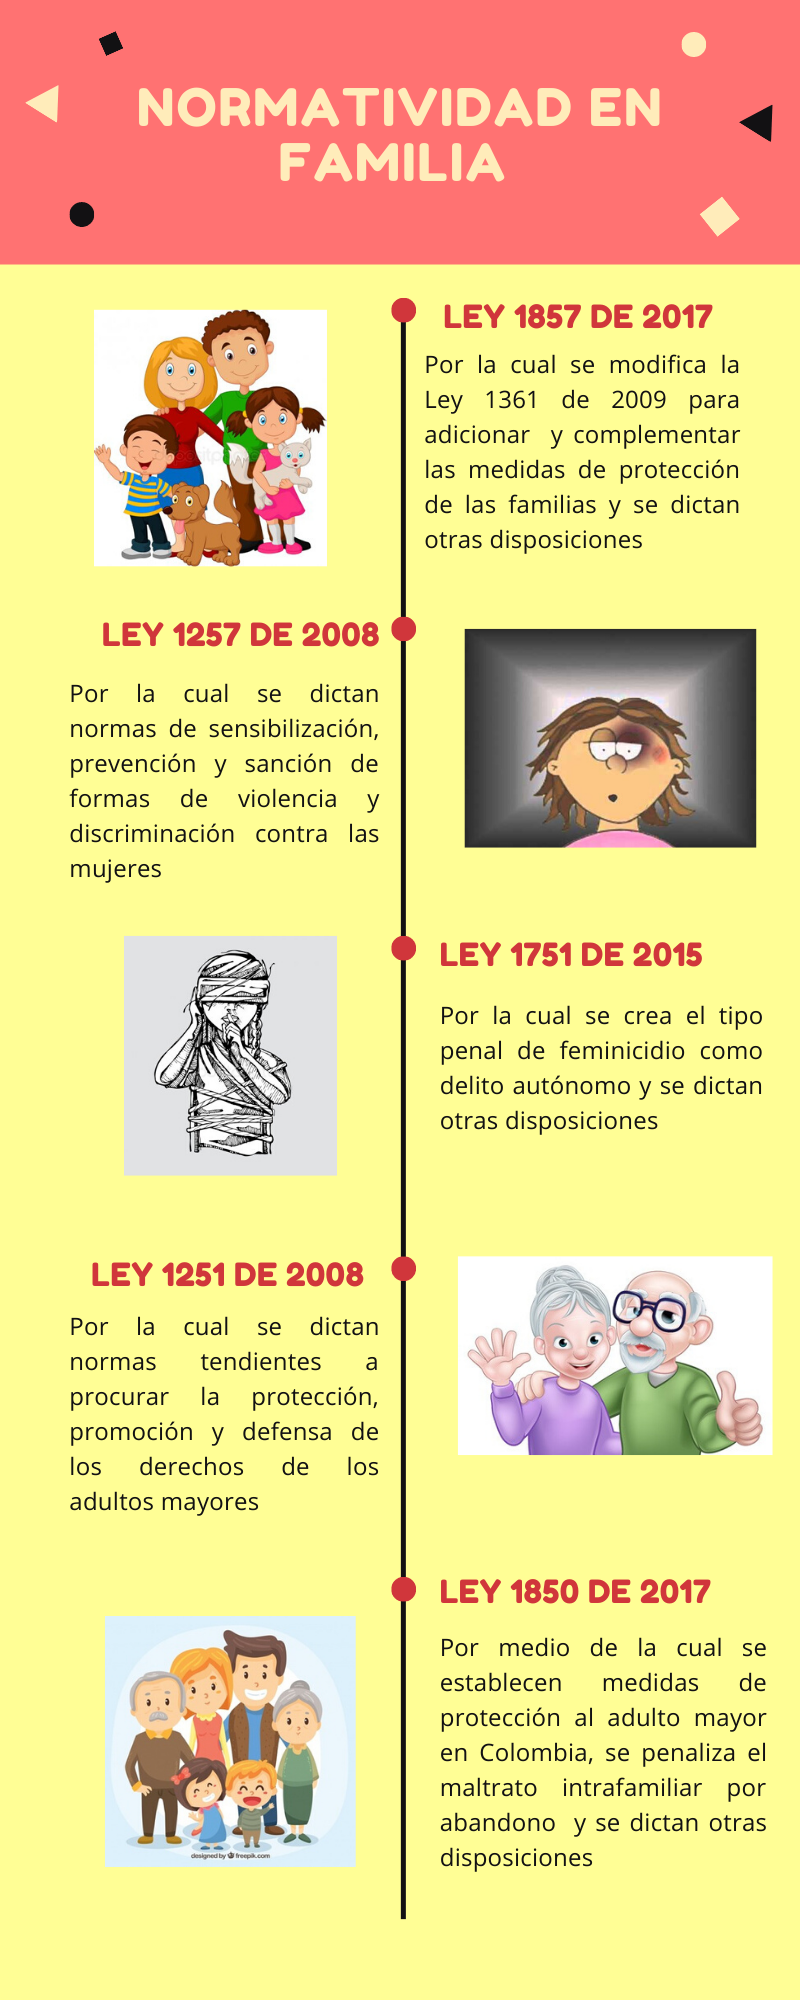 NORMATIVIDAD EN
FAMILIA
LEY 1857 DE 2017
Por la cual se modifica la
Ley 1361 de 2009 para
adicionar y complementar
las medidas de protección
de las familias y se dictan
otras disposiciones
LEY 1257 DE 2008
Por la cual se dictan
normas de sensibilización,
prevención y sanción de
formas de violencia y
discriminación contra las
mujeres
LEY 1751 DE 2015
Por la cual se crea el tipo
penal de feminicidio como
delito autónomo y se dictan
otras disposiciones
LEY 1251 DE 2008
Por la cual se dictan
normas tendientes a
procurar la protección,
promoción y defensa de
los derechos de los
adultos mayores
LEY 1850 DE 2017
Por medio de la cual se
establecen medidas de
protección al adulto mayor
en Colombia, se penaliza el
maltrato intrafamiliar por
abandono y se dictan otras
disposiciones
designed by freepik.com